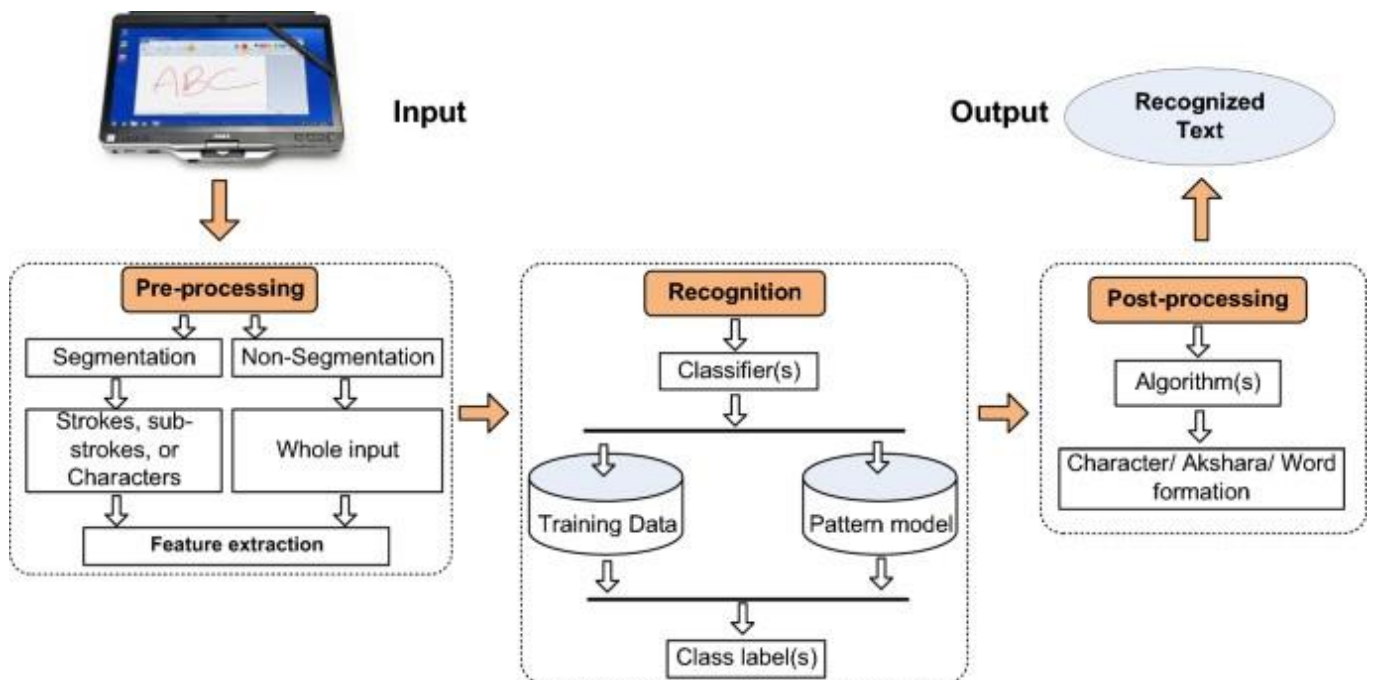 ABC
Input
Output
Recognized
Text
Pre-processing
Segmentation
Non-Segmentation
Strokes, sub-
strokes, or
Characters
Whole input
Feature extraction
Recognition
Classifier(s)
Training Data
Pattern model
Class label(s)
Post-processing
Algorithm(s)
Character/ Akshara/ Word
formation